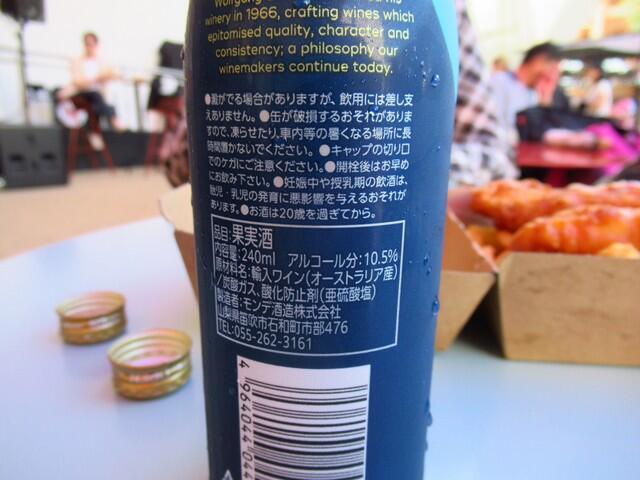 Wolfgang
winery in 1966, crafting wines which
epitomised quality, character and
consistency; a philosophy our
winemakers continue today.
●澱がでる場合がありますが、飲用には差し支
えありません。●缶が破損するおそれがありま
すので、凍らせたり、車内等の暑くなる場所に長
時間置かないでください。●キャップの切り口
でのケガにご注意ください。●開栓後はお早め
にお飲み下さい。●妊娠中や授乳期の飲酒は、
胎児・乳児の発育に悪影響を与えるおそれが
あります。●お酒は20歳を過ぎてから。
品目:果実酒
内容量:240ml アルコール分:10.5%
原材料名:輸入ワイン(オーストラリア産)
/炭酸ガス、酸化防止剤(亜硫酸塩)
製造者:モンデ酒造株式会社
山梨県笛吹市石和町市部476
TEL:055-262-3161
4 964044 044